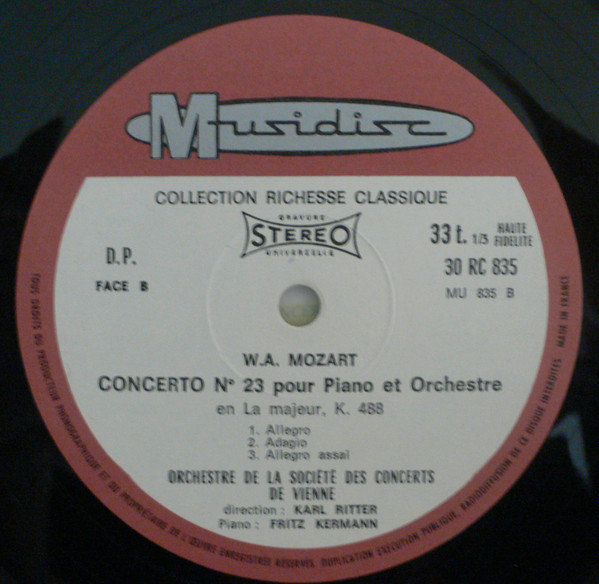 Musidisc
COLLECTION RICHESSE CLASSIQUE
GRAVURE
STEREO
UNIVERSELLE
D.P.
FACE B
33 t. 1/3 HAUTE
FIDELITE
30 RC 835
MU 835 B
W.A. MOZART
CONCERTO N° 23 pour Piano et Orchestre
en La majeur, K. 488
1. Allegro
2. Adagio
3. Allegro assai
ORCHESTRE DE LA SOCIÉTÉ DES CONCERTS
DE VIENNE
direction : KARL RITTER
Piano : FRITZ KERMANN
TOUS DROITS DU PRODUCTEUR PHONOGRAPHIQUE ET DU PROPRIÉTAIRE DE L'ŒUVRE ENREGISTRÉE RÉSERVÉS. DUPLICATION EXÉCUTION PUBLIQUE, RADIODIFFUSION DE CE DISQUE INTERDITES. MADE IN FRANCE